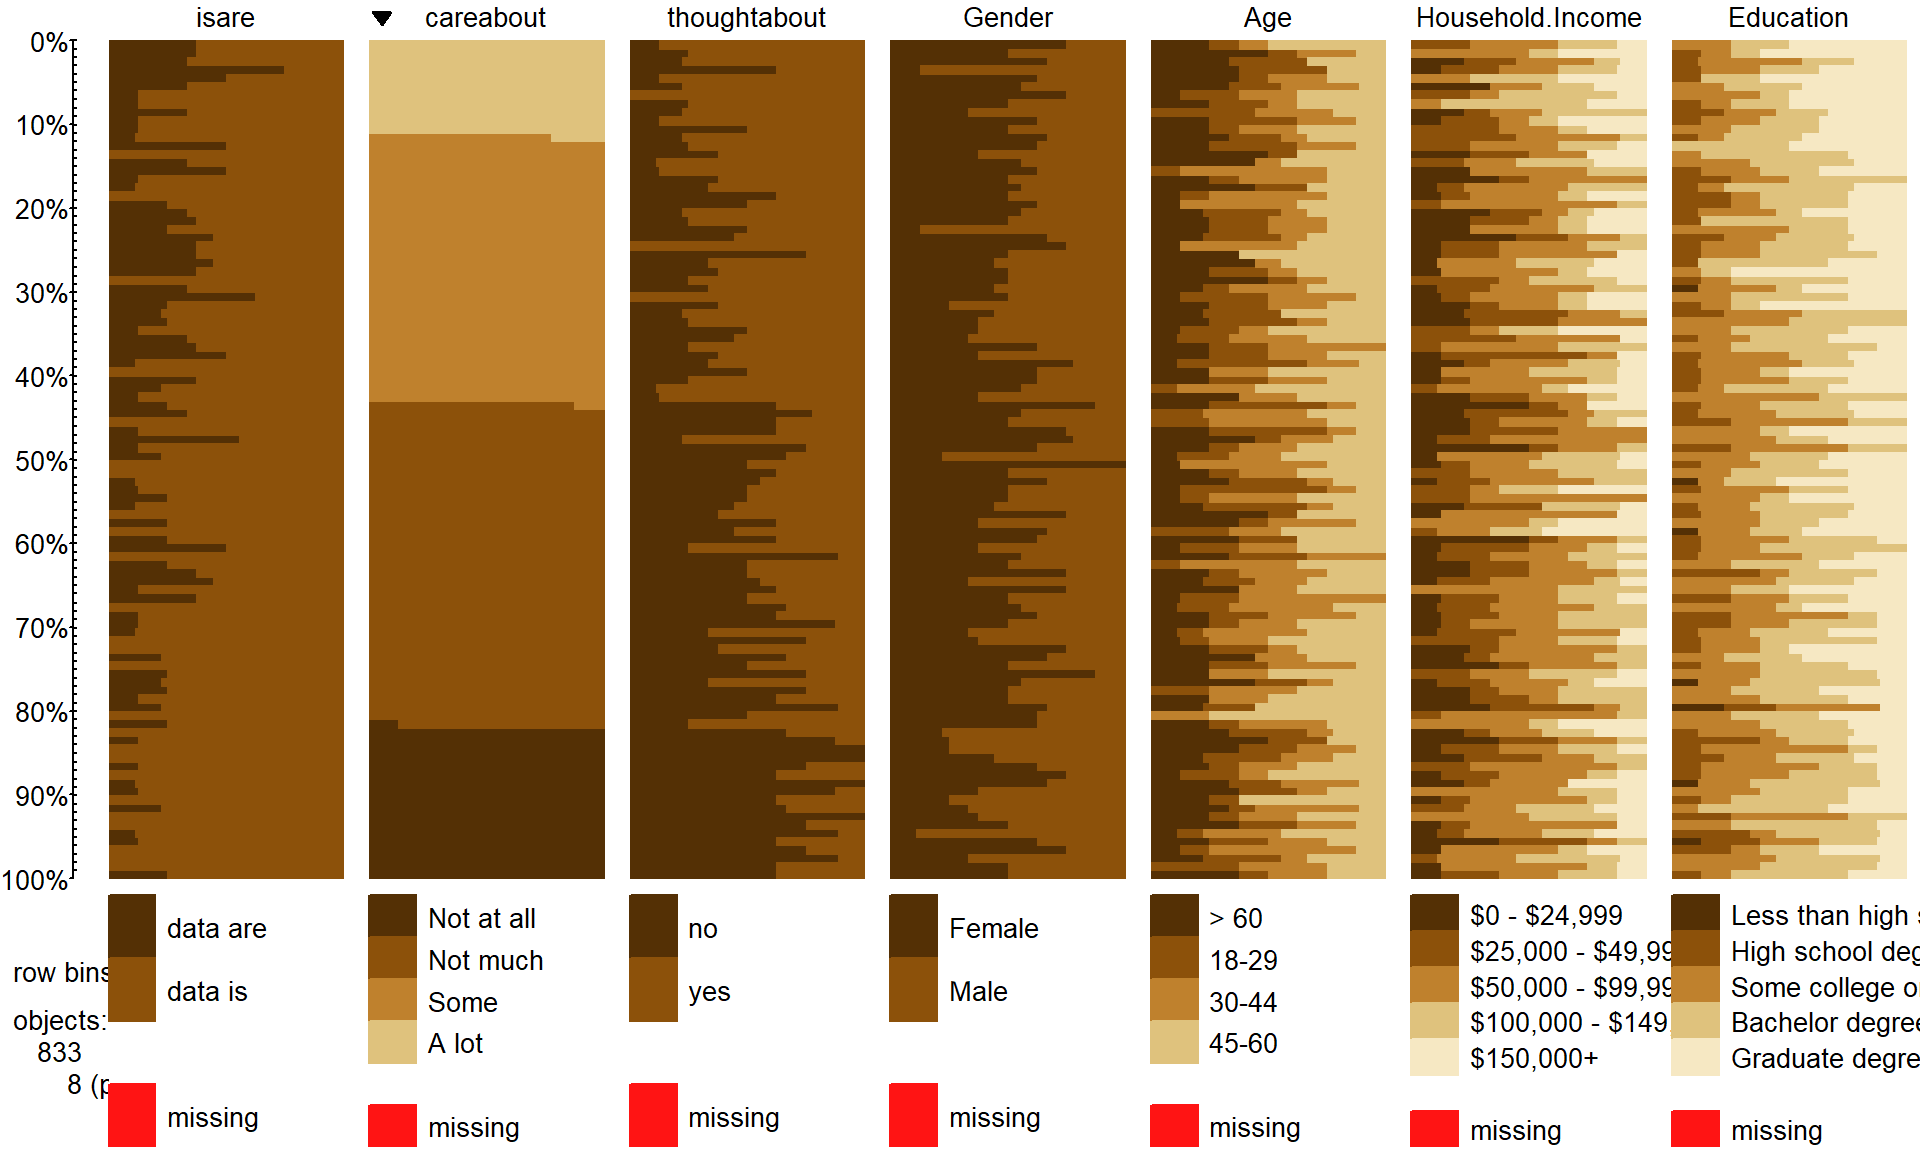 isare careabout thoughtabout Gender Age Household.Income Education
0%
10%
20%
30%
40%
50%
60%
70%
80%
90%
100%
row bins
objects:
833
8 (p
data are
data is
missing
Not at all
Not much
Some
A lot
missing
no
yes
missing
Female
Male
missing
> 60
18-29
30-44
45-60
missing
$0 - $24,999
$25,000 - $49,99
$50,000 - $99,99
$100,000 - $149,
$150,000+
missing
Less than high s
High school deg
Some college o
Bachelor degree
Graduate degre
missing